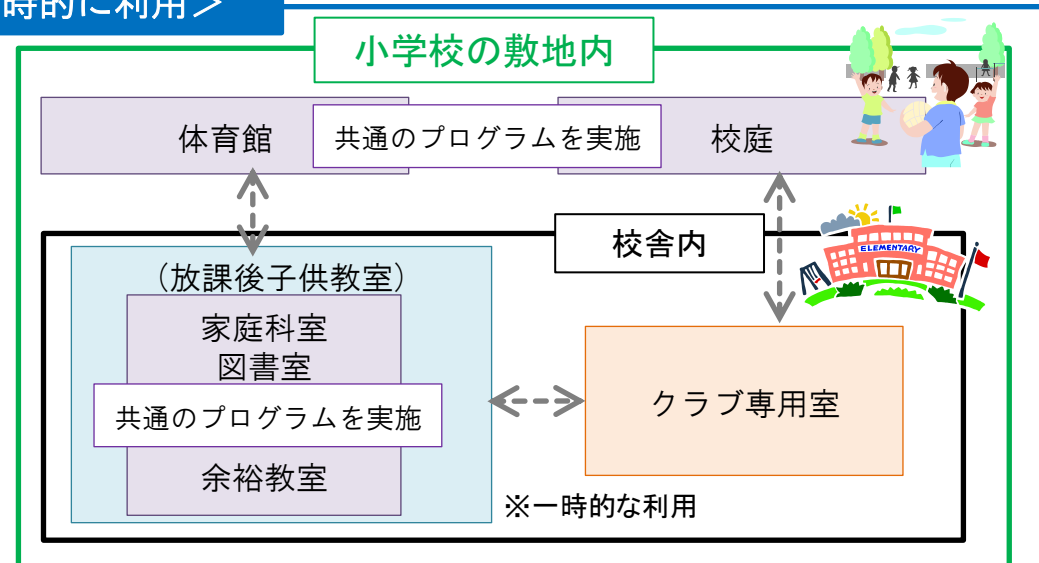 時的に利用＞
小学校の敷地内
体育館
共通のプログラムを実施
校庭
校舎内
ELEMENTARY
（放課後子供教室）
家庭科室
図書室
共通のプログラムを実施
余裕教室
クラブ専用室
※一時的な利用